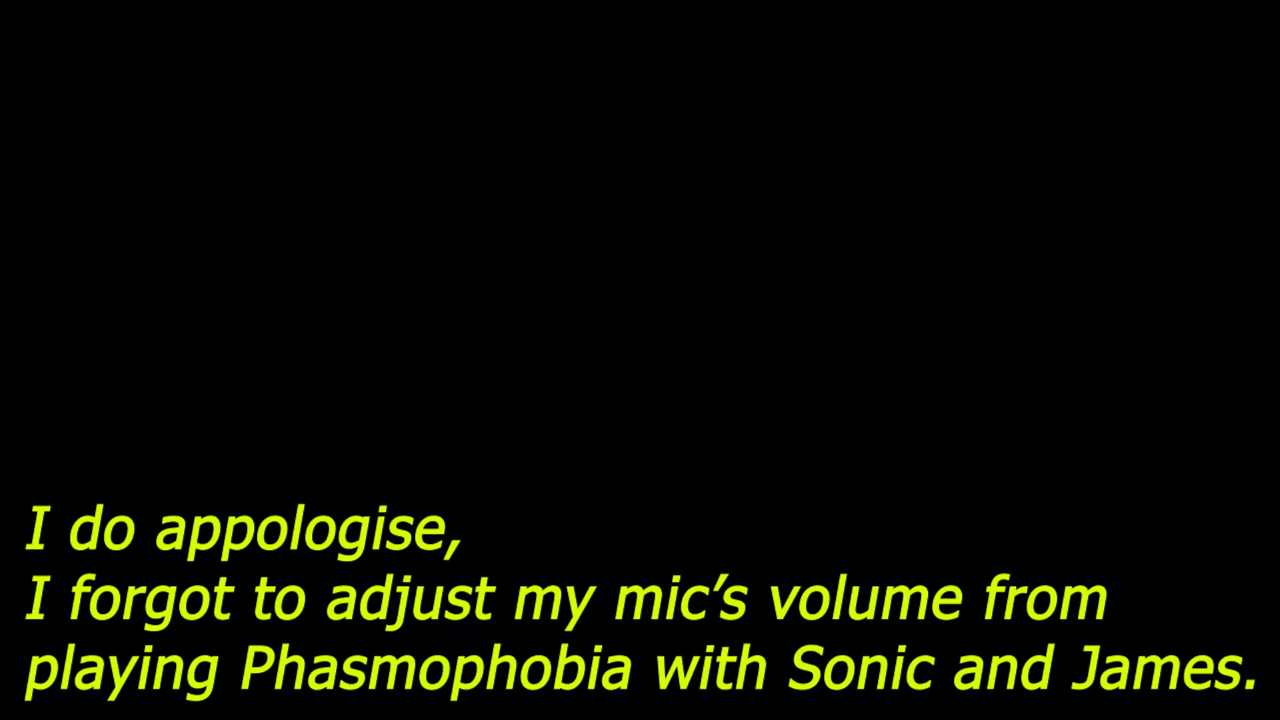 I do appologise,
I forgot to adjust my mic’s volume from
playing Phasmophobia with Sonic and James.